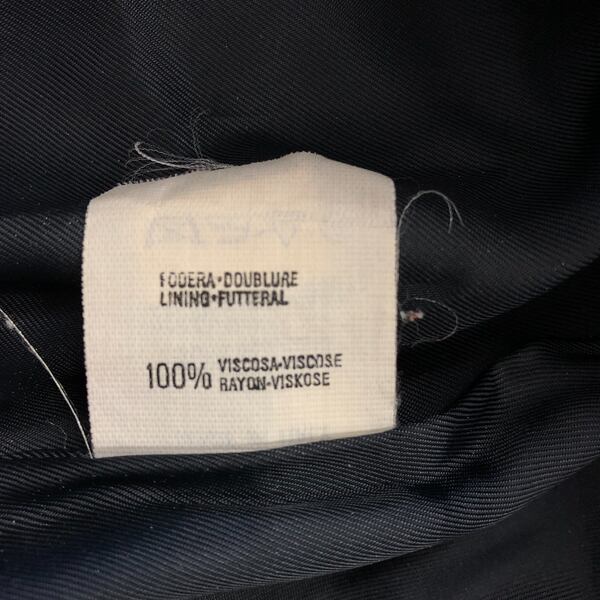 FODERA•DOUBLURE
LINING•FUTTERAL
100% VISCOSA-VISCOSE
RAYON-VISKOSE